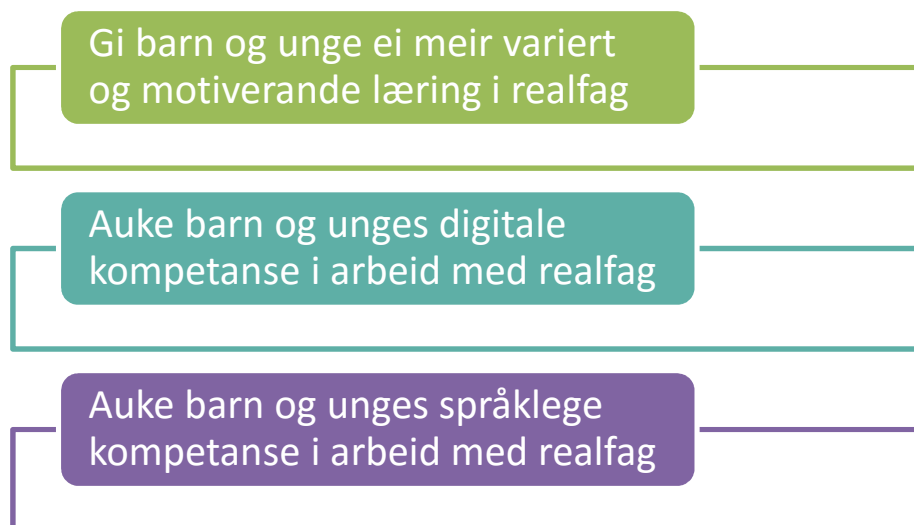 Gi barn og unge ei meir variert
og motiverande læring i realfag
Auke barn og unges digitale
kompetanse i arbeid med realfag
Auke barn og unges språklege
kompetanse i arbeid med realfag